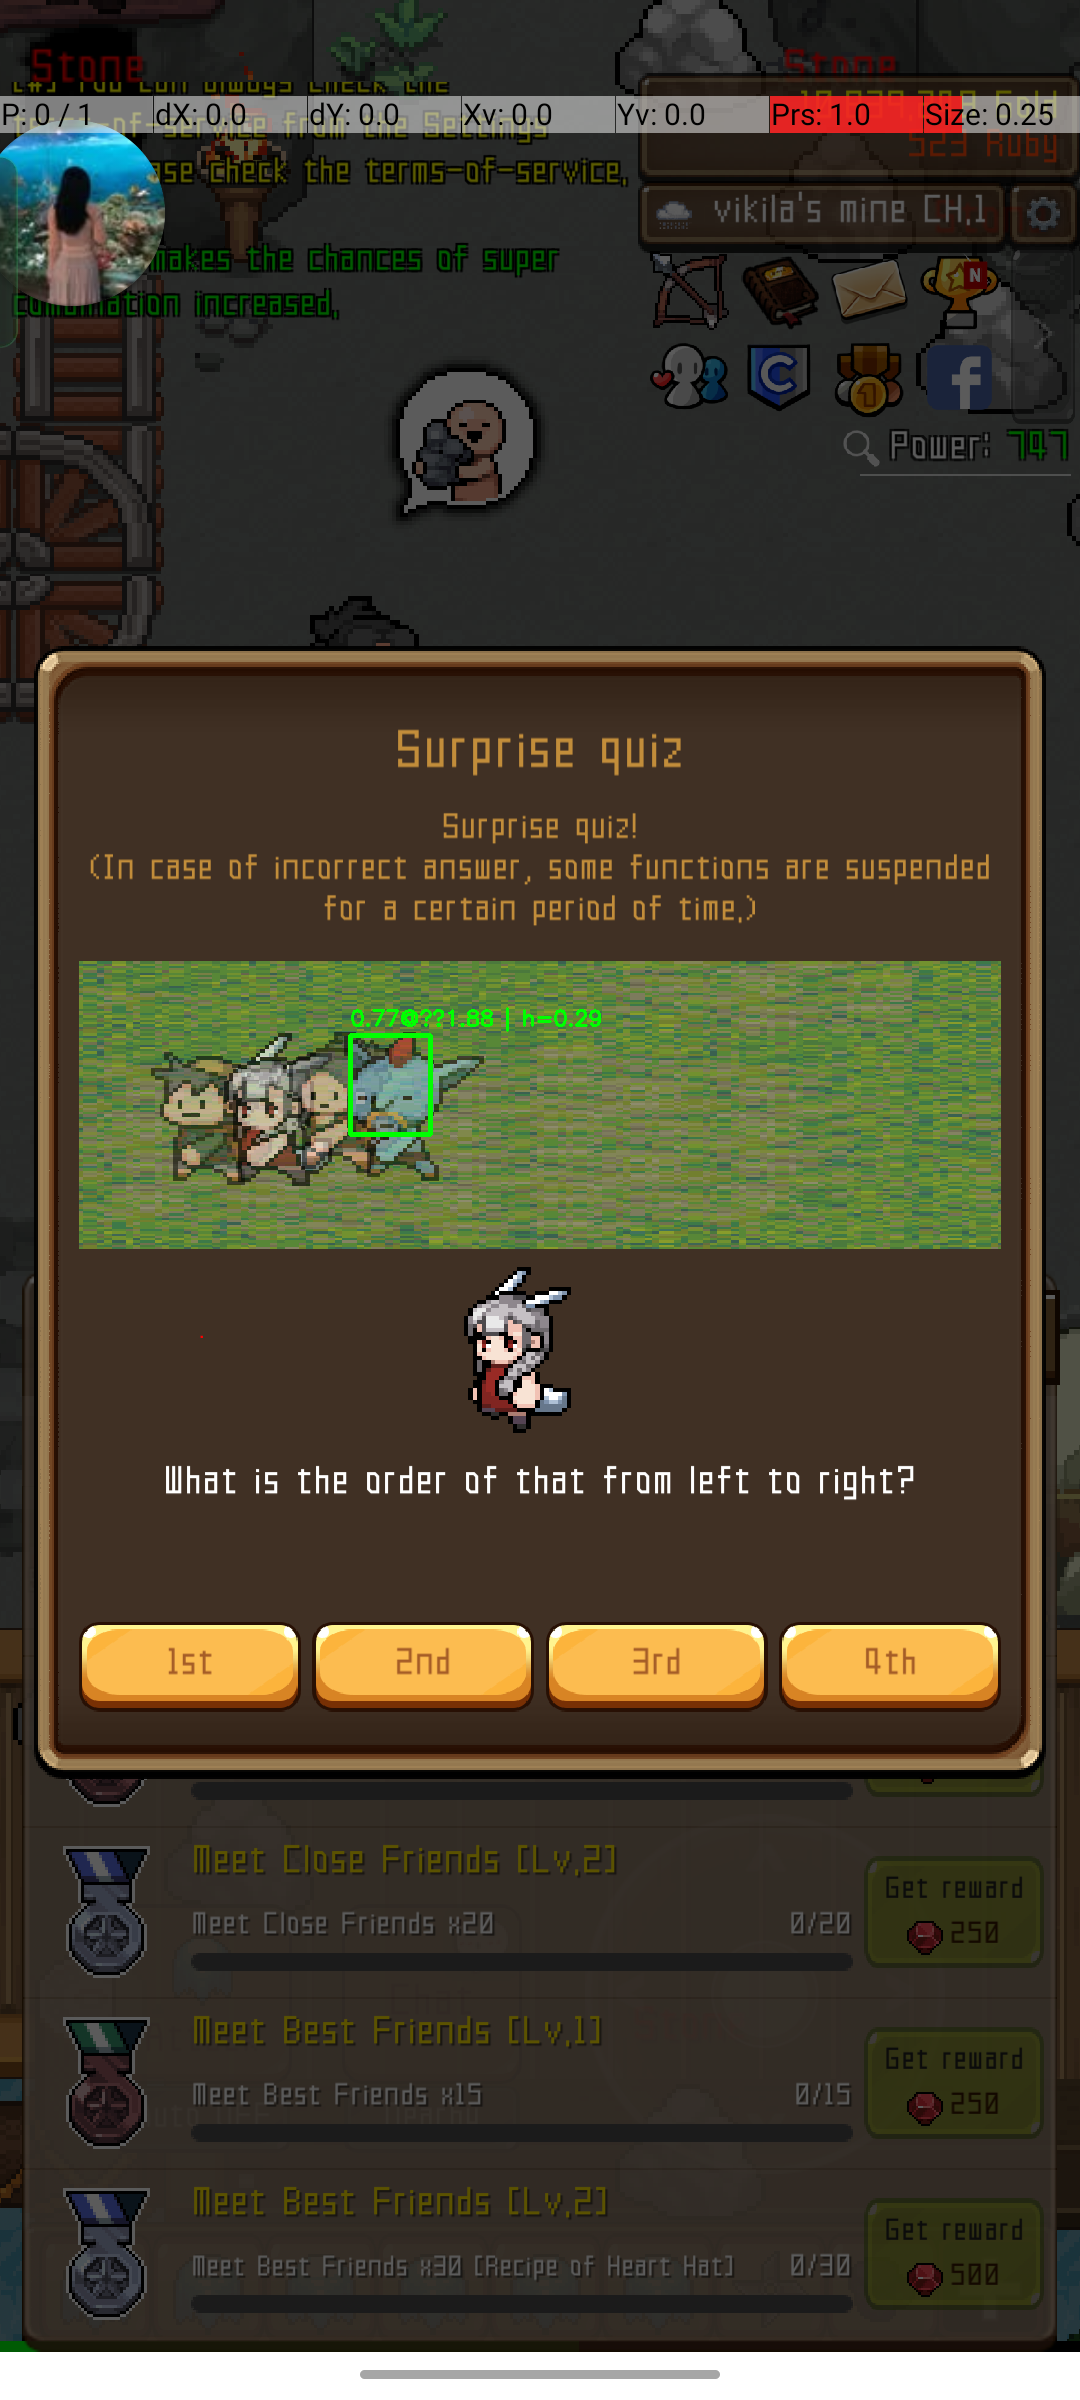 Stone
Stone
[#] You can always check the
P: 0 / 1
dX: 0.0
dY: 0.0
Xv: 0.0
Yv: 0.0
Prs: 1.0
Size: 0.25
-of-service from the Settings
Gold
523 Ruby
ase check the terms-of-service.
vikila's mine CH.1
makes the chances of super
combination increased.
N
Power: 747
Surprise quiz
Surprise quiz!
(In case of incorrect answer, some functions are suspended
for a certain period of time.)
0.77@??1.88 | h=0.29
What is the order of that from left to right?
1st
2nd
3rd
4th
Meet Close Friends [Lv.2]
Get reward
Meet Close Friends x20
0/20
250
Meet Best Friends [Lv.1]
Get reward
Meet Best Friends x15
0/15
250
Meet Best Friends [Lv.2]
Get reward
Meet Best Friends x30 [Recipe of Heart Hat]
0/30
500